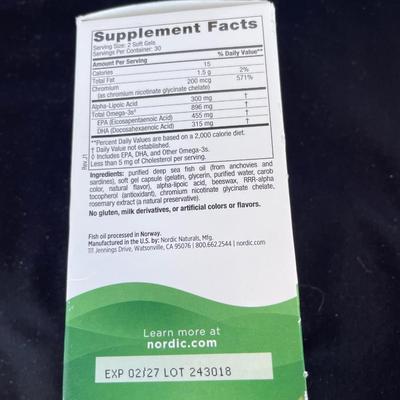 Supplement Facts
Serving Size: 2 Soft Gels
Servings Per Container: 30
Amount Per Serving % Daily Value**
Calories 15
Total Fat 1.5 g 2%
Chromium 200 mcg 571%
(as chromium nicotinate glycinate chelate)
Alpha-Lipoic Acid 300 mg †
Total Omega-3s◊ 896 mg †
EPA (Eicosapentaenoic Acid) 455 mg †
DHA (Docosahexaenoic Acid) 315 mg †
**Percent Daily Values are based on a 2,000 calorie diet.
† Daily Value not established.
◊ Includes EPA, DHA, and Other Omega-3s.
Less than 5 mg of Cholesterol per serving.
Ingredients: purified deep sea fish oil (from anchovies and
sardines), soft gel capsule (gelatin, glycerin, purified water, carob
color, natural flavor), alpha-lipoic acid, beeswax, RRR-alpha
tocopherol (antioxidant), chromium nicotinate glycinate chelate,
rosemary extract (a natural preservative).
No gluten, milk derivatives, or artificial colors or flavors.
Fish oil processed in Norway.
Manufactured in the U.S. by: Nordic Naturals, Mfg.
111 Jennings Drive, Watsonville, CA 95076 | 800.662.2544 | nordic.com
Learn more at
nordic.com
EXP 02/27 LOT 243018